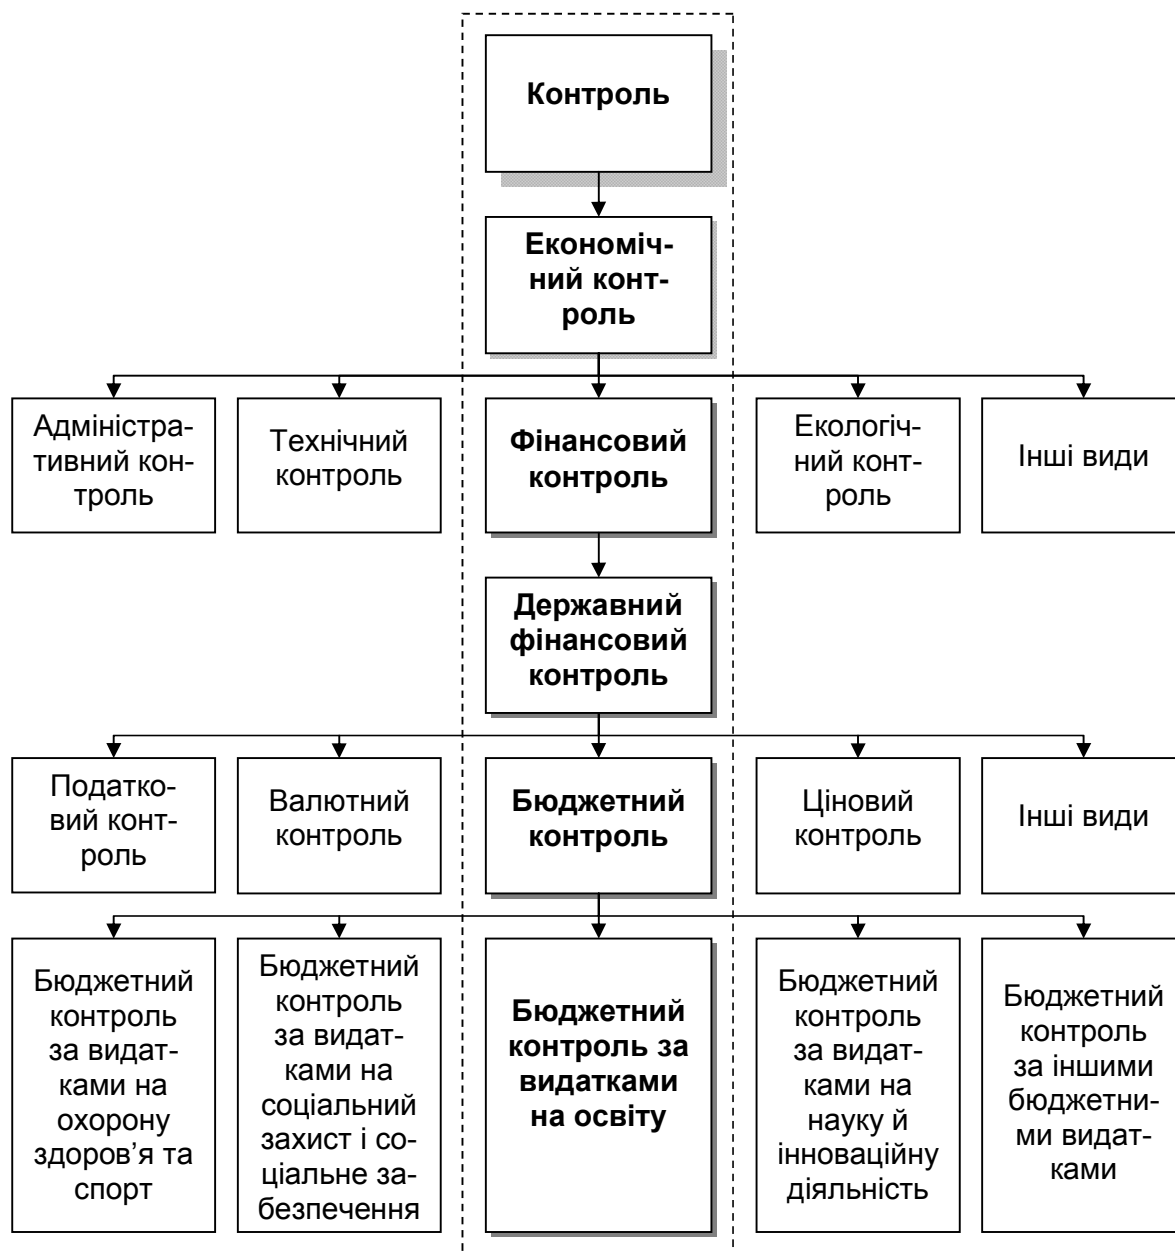 Контроль
Економіч-
ний конт-
роль
Адміністра-
тивний кон-
троль
Технічний
контроль
Фінансовий
контроль
Екологіч-
ний конт-
роль
Інші види
Державний
фінансовий
контроль
Податко-
вий конт-
роль
Валютний
контроль
Бюджетний
контроль
Ціновий
контроль
Інші види
Бюджетний
контроль
за видат-
ками на
охорону
здоров’я та
спорт
Бюджетний
контроль
за видат-
ками на
соціальний
захист і со-
ціальне за-
безпечення
Бюджетний
контроль за
видатками
на освіту
Бюджетний
контроль
за видат-
ками на
науку й
інноваційну
діяльність
Бюджетний
контроль
за іншими
бюджетни-
ми видат-
ками